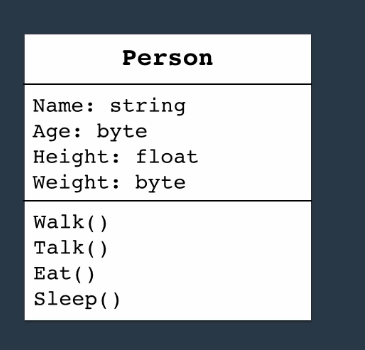 Person
Name: string
Age: byte
Height: float
Weight: byte
Walk()
Talk()
Eat()
Sleep()